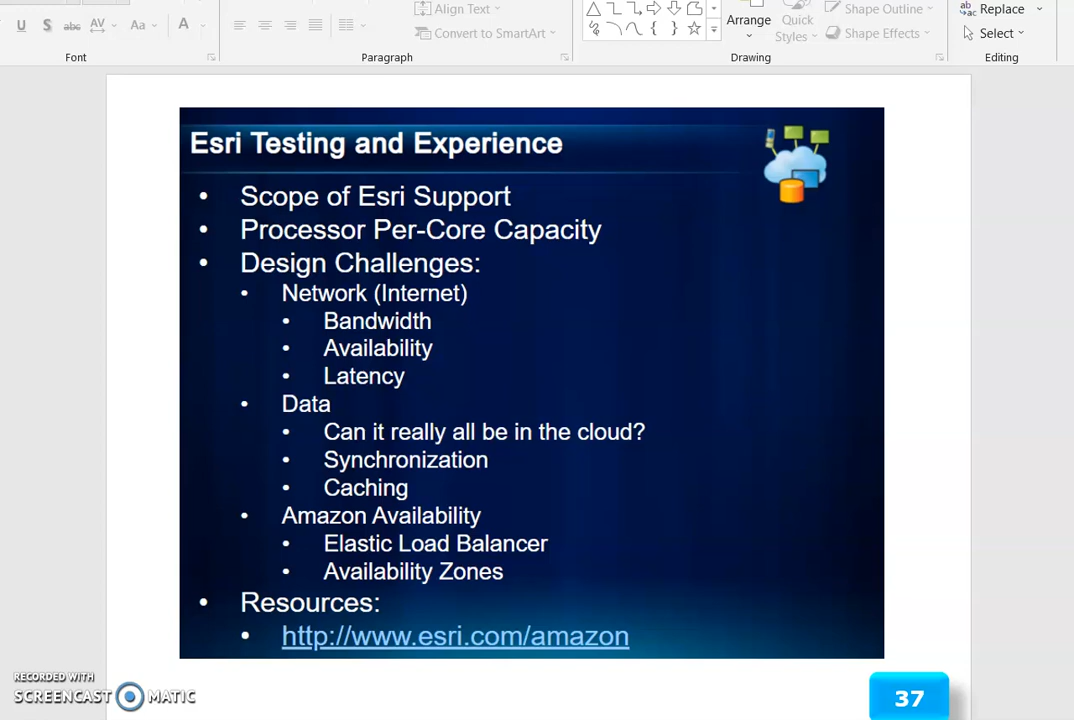 U S abc AV Aa A
Align Text
Convert to SmartArt
Arrange
Quick
Styles
Shape Outline
Shape Effects
Replace
Select
Font
Paragraph
Drawing
Editing
Esri Testing and Experience
• Scope of Esri Support
• Processor Per-Core Capacity
• Design Challenges:
• Network (Internet)
• Bandwidth
• Availability
• Latency
• Data
• Can it really all be in the cloud?
• Synchronization
• Caching
• Amazon Availability
• Elastic Load Balancer
• Availability Zones
• Resources:
• http://www.esri.com/amazon
RECORDED WITH
SCREENCAST MATIC
37